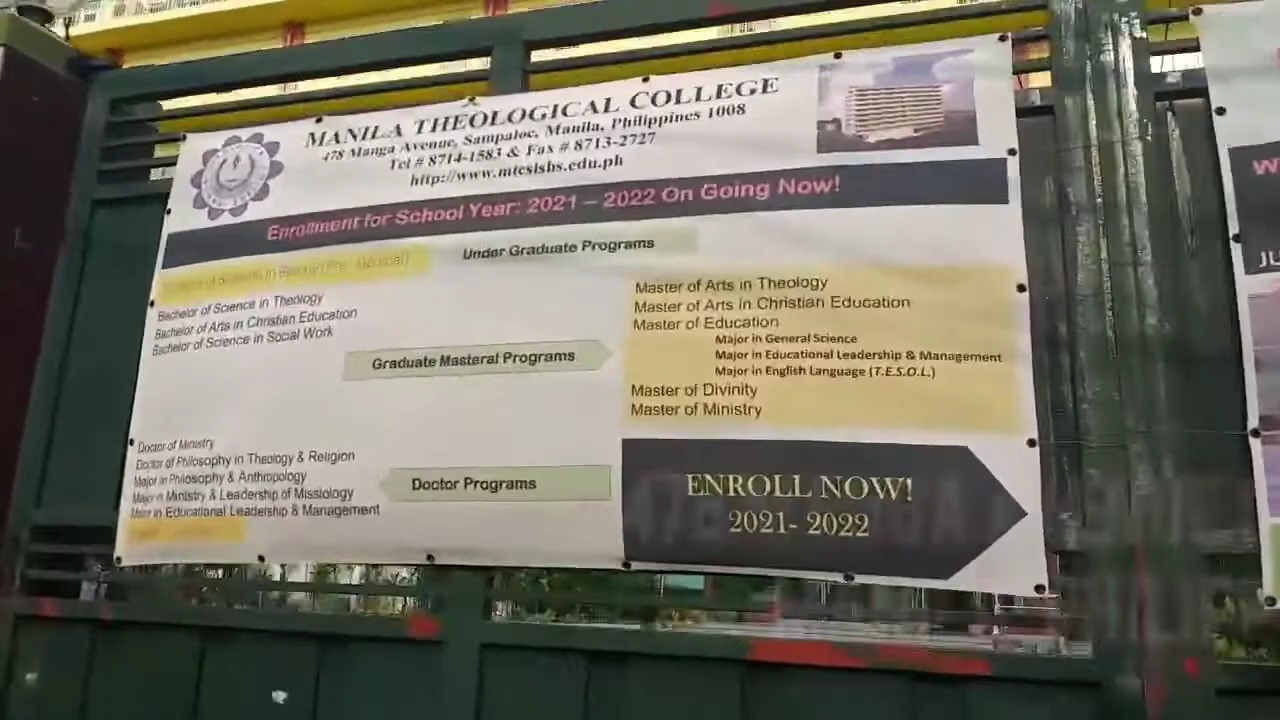 MANILA THEOLOGICAL COLLEGE
478 Manga Avenue, Sampaloc, Manila, Philippines 1008
Tel # 8714-1583 & Fax # 8713-2727
http://www.mtcsishs.edu.ph
Enrollment for School Year: 2021 – 2022 On Going Now!
Under Graduate Programs
Bachelor of Science in Theology
Bachelor of Arts in Christian Education
Bachelor of Science in Social Work
Graduate Masteral Programs
Master of Arts in Theology
Master of Arts in Christian Education
Master of Education
Major in General Science
Major in Educational Leadership & Management
Major in English Language (T.E.S.O.L.)
Master of Divinity
Master of Ministry
Doctor of Ministry
Doctor of Philosophy in Theology & Religion
Major in Philosophy & Anthropology
Major in Ministry & Leadership of Missiology
Major in Educational Leadership & Management
Doctor Programs
ENROLL NOW!
2021- 2022